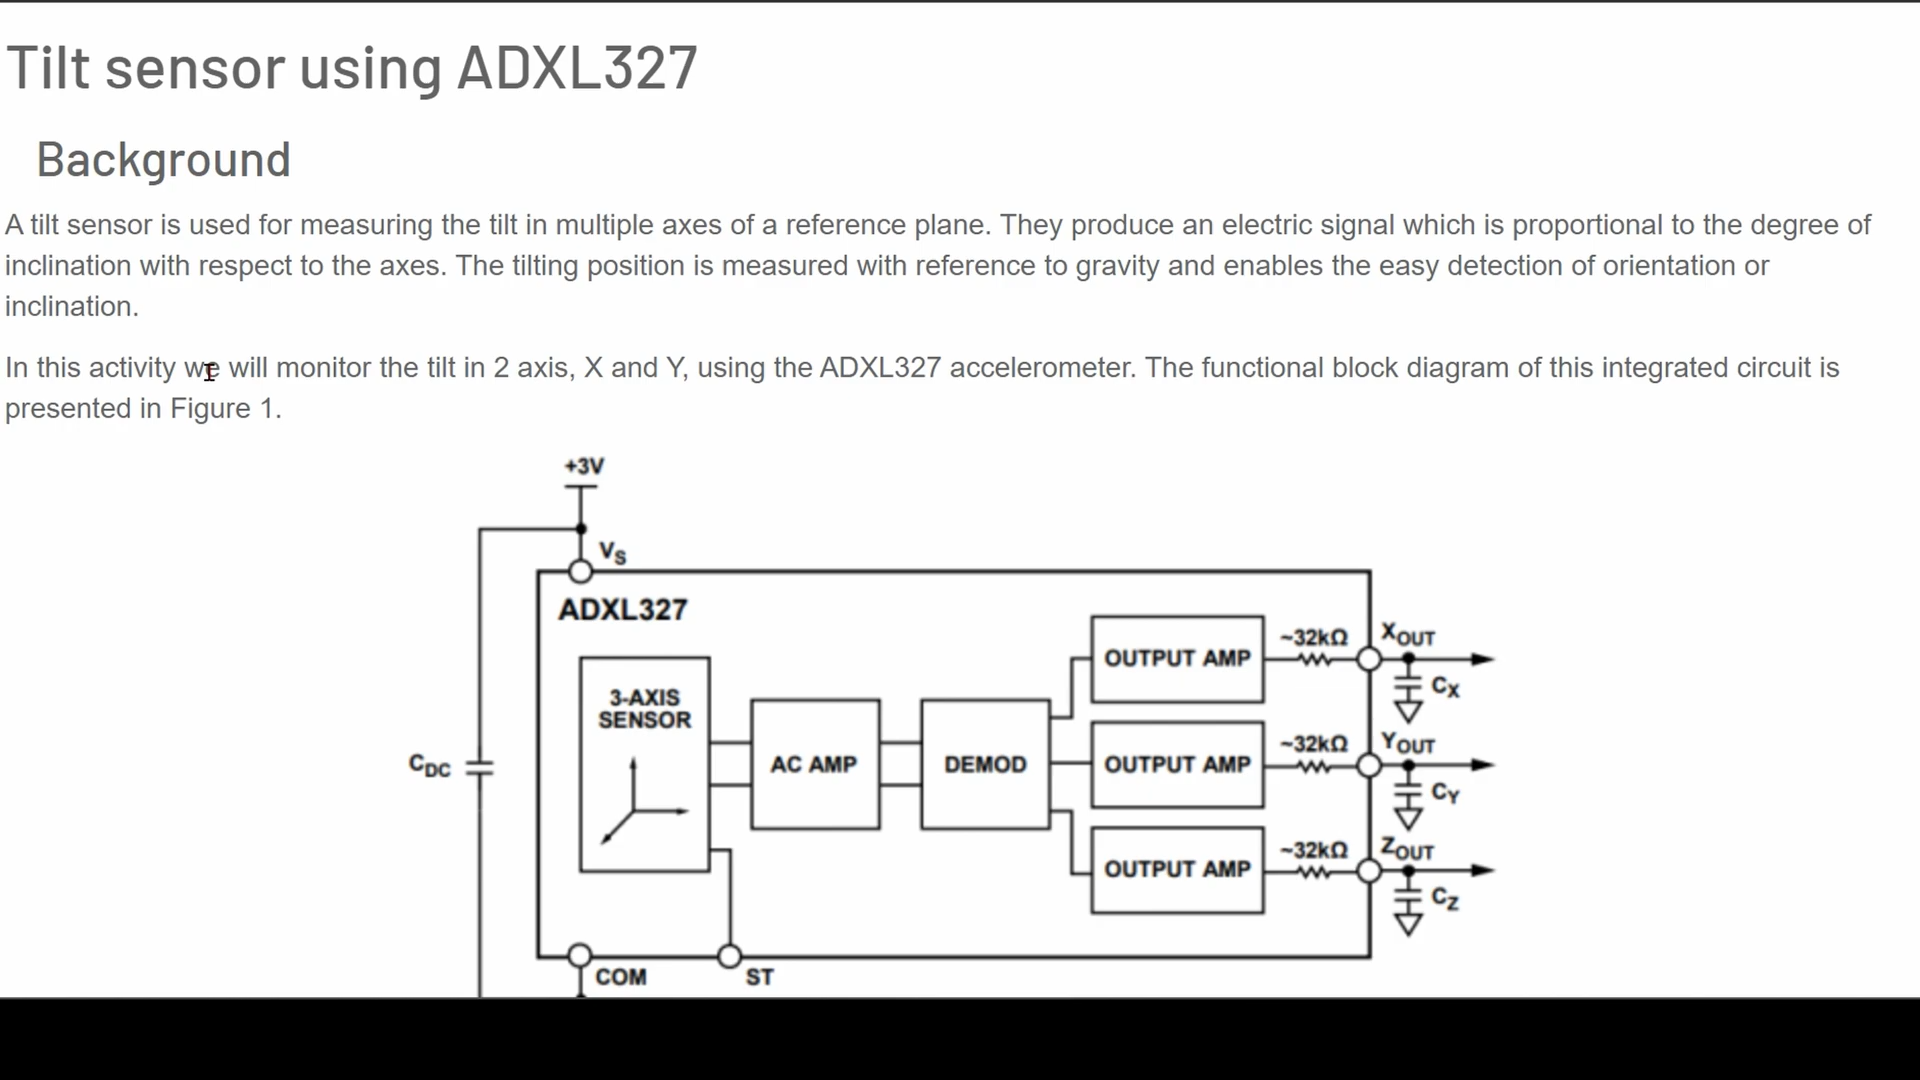 Tilt sensor using ADXL327
Background
A tilt sensor is used for measuring the tilt in multiple axes of a reference plane. They produce an electric signal which is proportional to the degree of
inclination with respect to the axes. The tilting position is measured with reference to gravity and enables the easy detection of orientation or
inclination.
In this activity we will monitor the tilt in 2 axis, X and Y, using the ADXL327 accelerometer. The functional block diagram of this integrated circuit is
presented in Figure 1.
+3V
VS
ADXL327
3-AXIS
SENSOR
AC AMP
DEMOD
OUTPUT AMP
~32kΩ
XOUT
CX
OUTPUT AMP
~32kΩ
YOUT
CY
OUTPUT AMP
~32kΩ
ZOUT
CZ
CDC
COM
ST